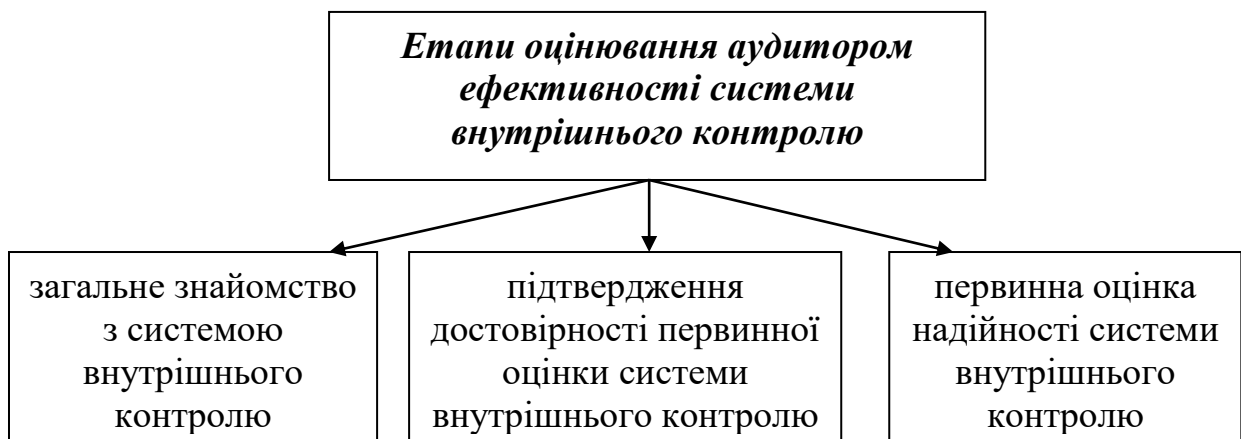 Етапи оцінювання аудитором
ефективності системи
внутрішнього контролю
загальне знайомство
з системою
внутрішнього
контролю
підтвердження
достовірності первинної
оцінки системи
внутрішнього контролю
первинна оцінка
надійності системи
внутрішнього
контролю